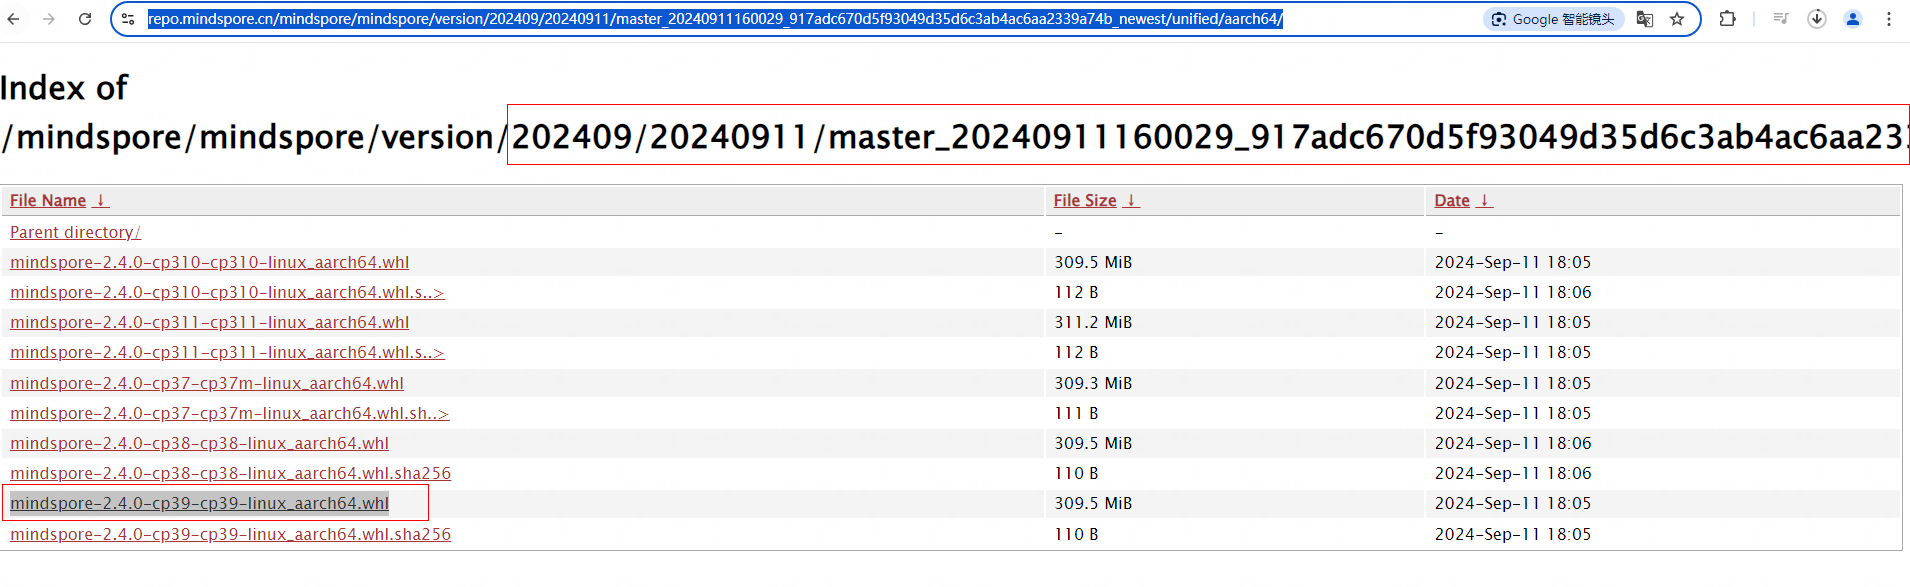 repo.mindspore.cn/mindspore/mindspore/version/202409/20240911/master_20240911160029_917adc670d5f93049d35d6c3ab4ac6aa2339a74b_newest/unified/aarch64/
Google 智能镜头
Index of
/mindspore/mindspore/version/202409/20240911/master_20240911160029_917adc670d5f93049d35d6c3ab4ac6aa233
File Name ↓ File Size ↓ Date ↓
Parent directory/ - -
mindspore-2.4.0-cp310-cp310-linux_aarch64.whl 309.5 MiB 2024-Sep-11 18:05
mindspore-2.4.0-cp310-cp310-linux_aarch64.whl.s..> 112 B 2024-Sep-11 18:06
mindspore-2.4.0-cp311-cp311-linux_aarch64.whl 311.2 MiB 2024-Sep-11 18:05
mindspore-2.4.0-cp311-cp311-linux_aarch64.whl.s..> 112 B 2024-Sep-11 18:05
mindspore-2.4.0-cp37-cp37m-linux_aarch64.whl 309.3 MiB 2024-Sep-11 18:05
mindspore-2.4.0-cp37-cp37m-linux_aarch64.whl.sh..> 111 B 2024-Sep-11 18:05
mindspore-2.4.0-cp38-cp38-linux_aarch64.whl 309.5 MiB 2024-Sep-11 18:06
mindspore-2.4.0-cp38-cp38-linux_aarch64.whl.sha256 110 B 2024-Sep-11 18:06
mindspore-2.4.0-cp39-cp39-linux_aarch64.whl 309.5 MiB 2024-Sep-11 18:05
mindspore-2.4.0-cp39-cp39-linux_aarch64.whl.sha256 110 B 2024-Sep-11 18:05